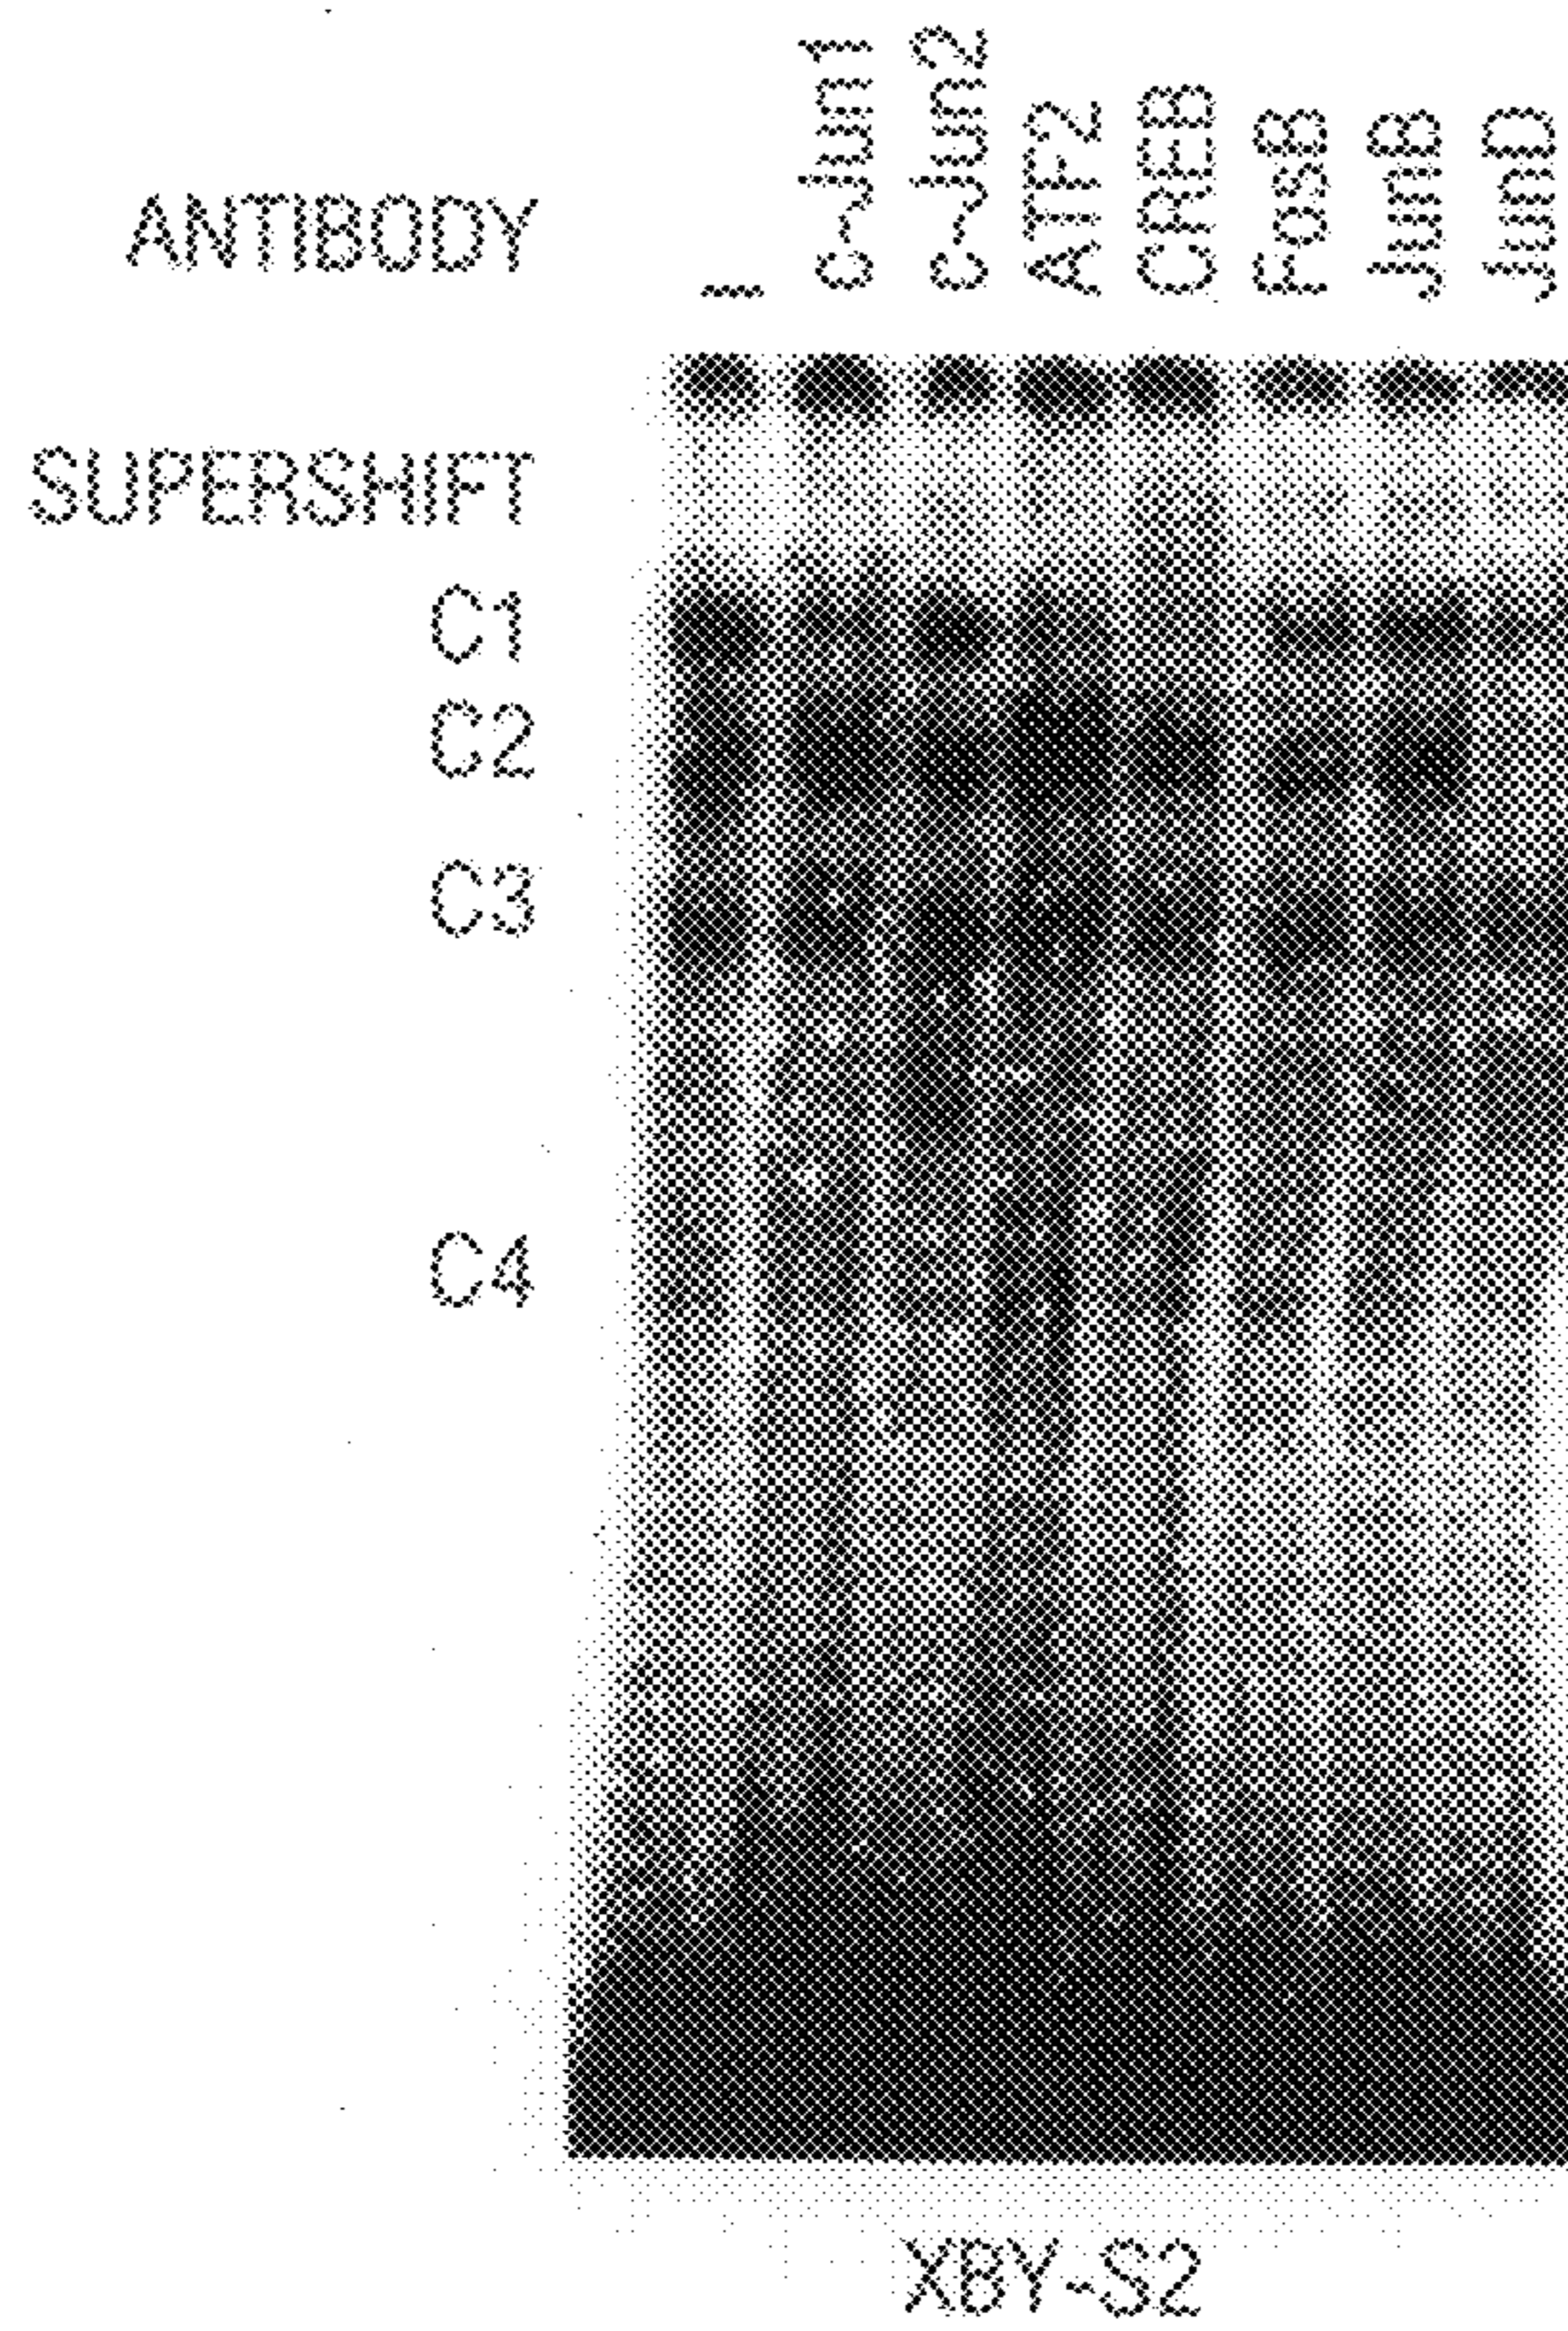 ANTIBODY - c-Jun1 c-Jun2 ATF2 CREB FosB JunB JunD
SUPERSHIFT
C1
C2
C3
C4
XBY-S2